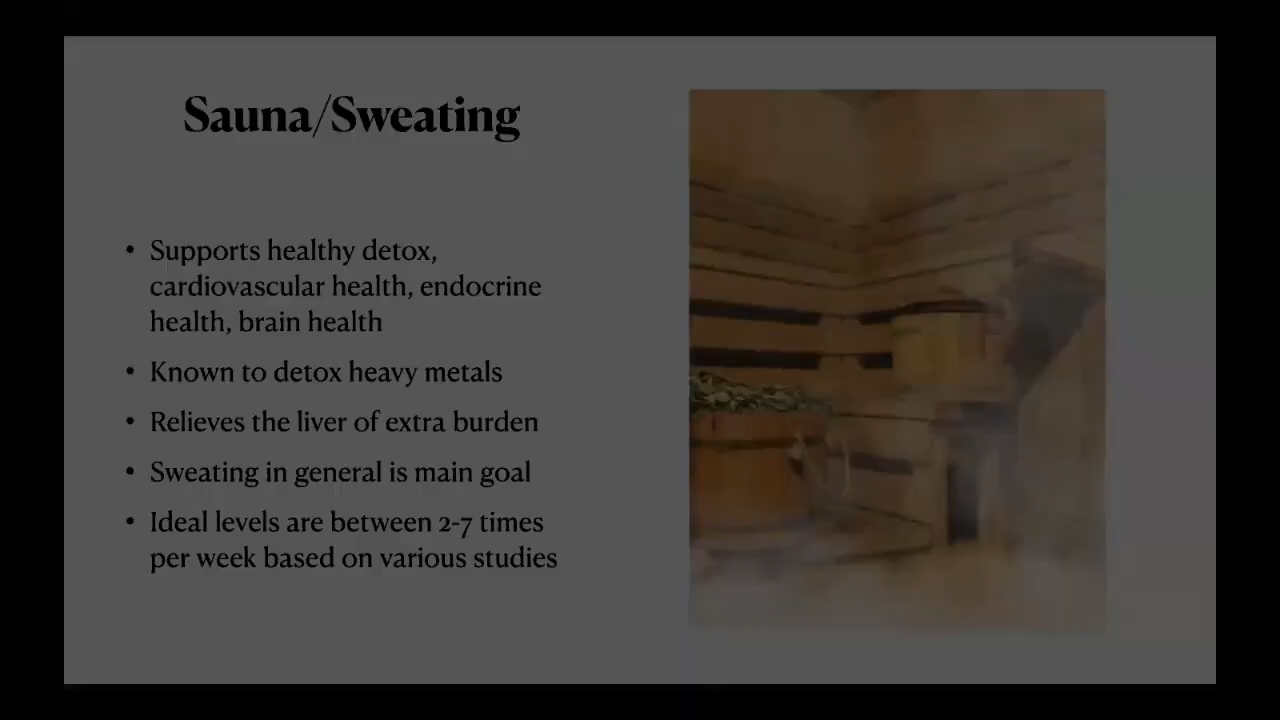 Sauna/Sweating
• Supports healthy detox,
cardiovascular health, endocrine
health, brain health
• Known to detox heavy metals
• Relieves the liver of extra burden
• Sweating in general is main goal
• Ideal levels are between 2-7 times
per week based on various studies